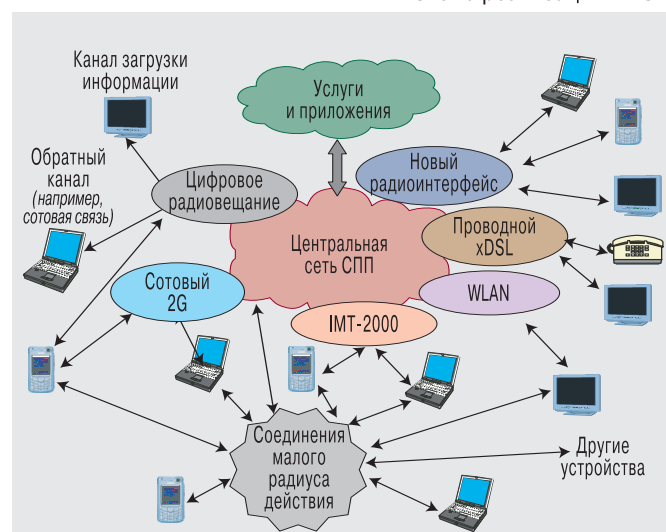 Канал загрузки
информации
Услуги
и приложения
Обратный
канал
(например,
сотовая связь)
Цифровое
радиовещание
Новый
радиоинтерфейс
Центральная
сеть СПП
Проводной
xDSL
Сотовый
2G
WLAN
IMT-2000
Соединения
малого
радиуса
действия
Другие
устройства